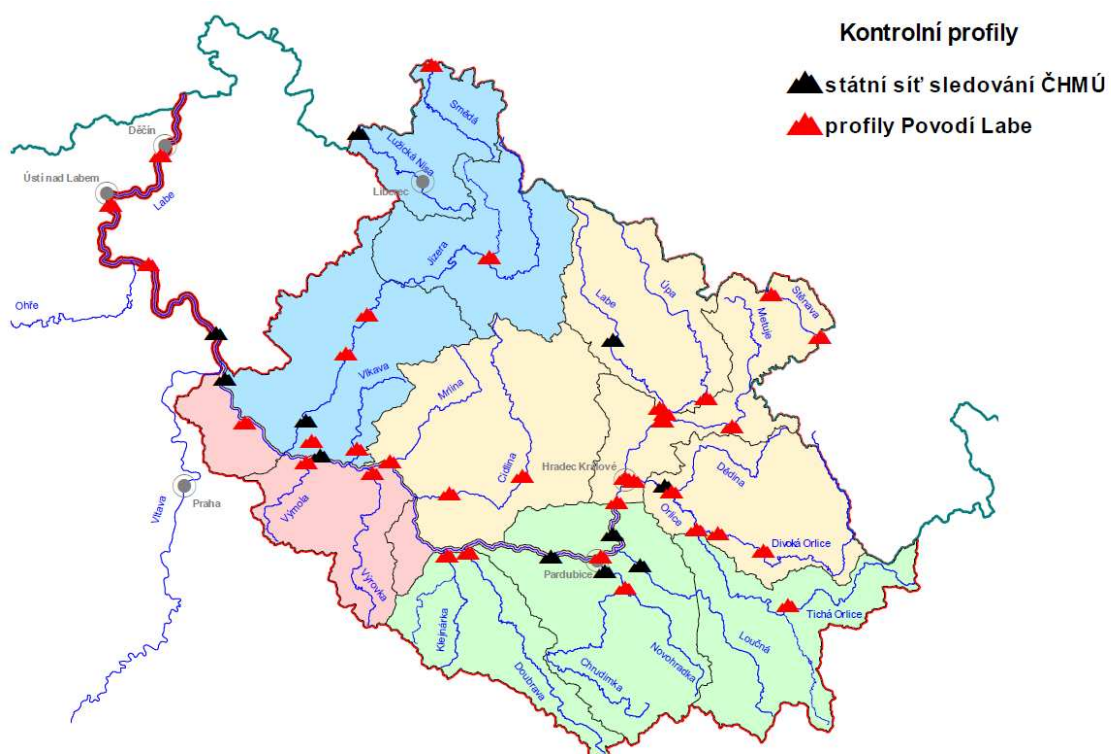 Kontrolní profily
státní síť sledování ČHMÚ
profily Povodí Labe
Děčín
Ústí nad Labem
Labe
Ohře
Smědá
Lužická Nisa
Liberec
Jizera
Labe
Úpa
Metuje
Stěnava
Vlkava
Mrlina
Cidlina
Hradec Králové
Dědina
Orlice
Divoká Orlice
Praha
Vltava
Výmola
Výrovka
Pardubice
Tichá Orlice
Klejnárka
Doubrava
Chrudimka
Novohradka
Loučná